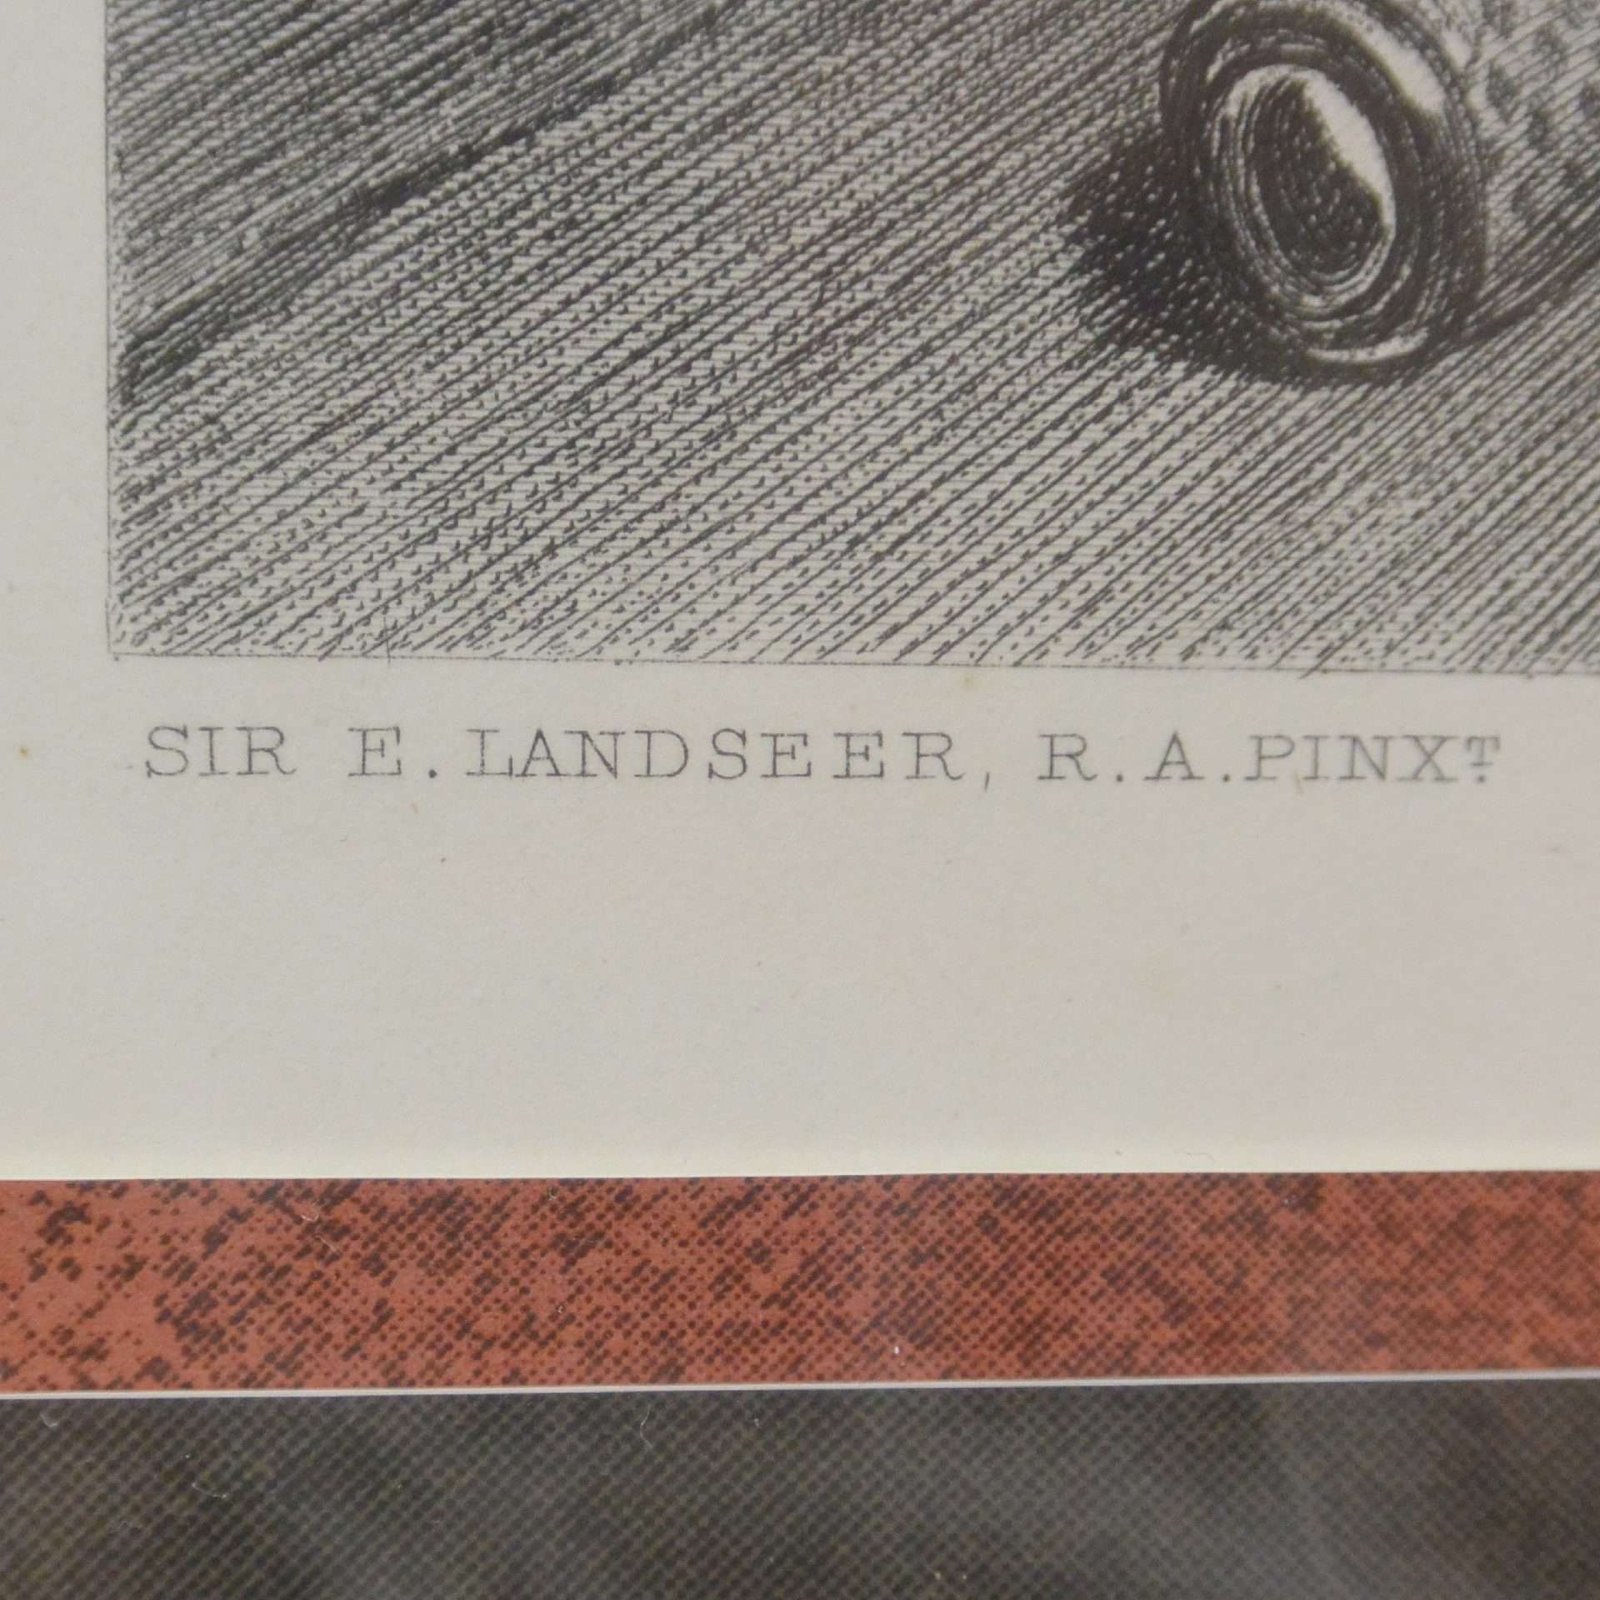 SIR E. LANDSEER, R.A. PINXT